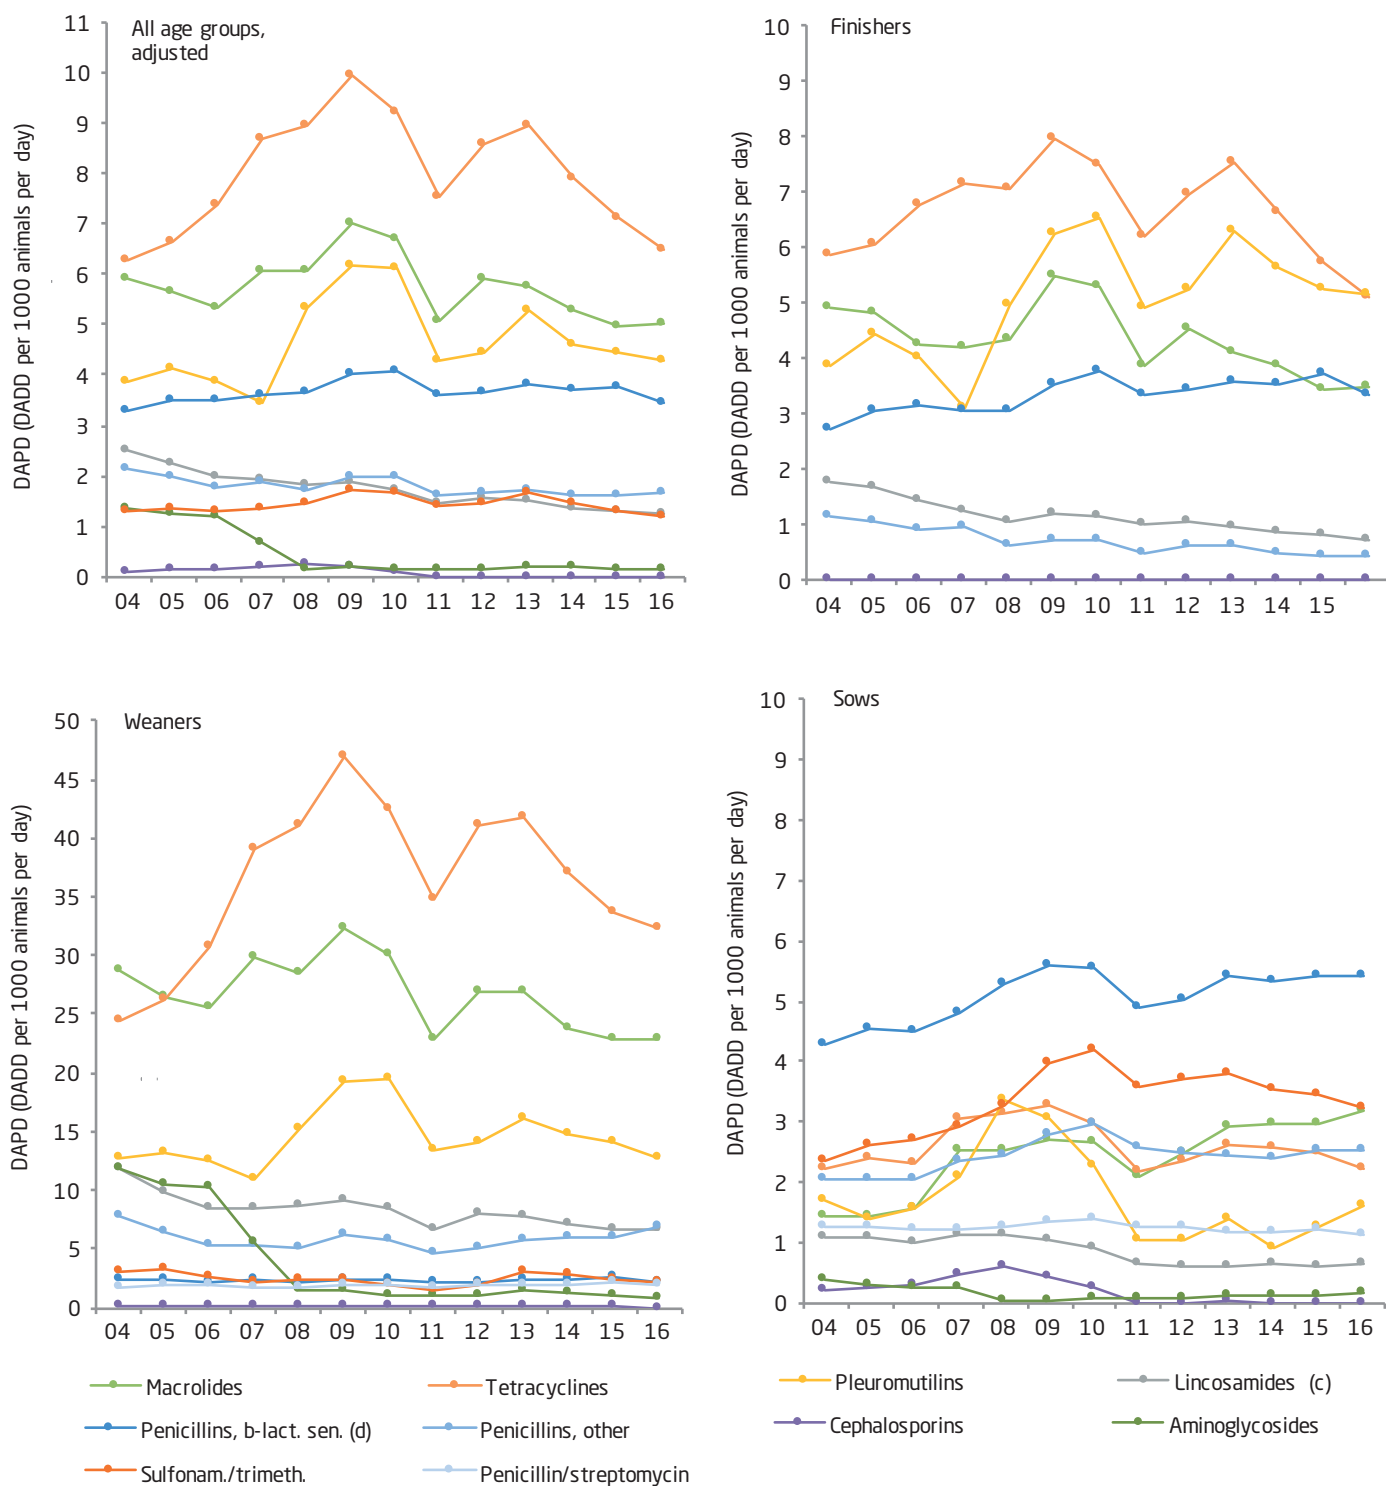 All age groups,
adjusted
DAPD (DADD per 1000 animals per day)
11
10
9
8
7
6
5
4
3
2
1
0
04 05 06 07 08 09 10 11 12 13 14 15 16
Finishers
DAPD (DADD per 1000 animals per day)
10
9
8
7
6
5
4
3
2
1
0
04 05 06 07 08 09 10 11 12 13 14 15
Weaners
DAPD (DADD per 1000 animals per day)
50
45
40
35
30
25
20
15
10
5
0
04 05 06 07 08 09 10 11 12 13 14 15 16
Sows
DAPD (DADD per 1000 animals per day)
10
9
8
7
6
5
4
3
2
1
0
04 05 06 07 08 09 10 11 12 13 14 15 16
Macrolides
Tetracyclines
Pleuromutilins
Lincosamides (c)
Penicillins, b-lact. sen. (d)
Penicillins, other
Cephalosporins
Aminoglycosides
Sulfonam./trimeth.
Penicillin/streptomycin